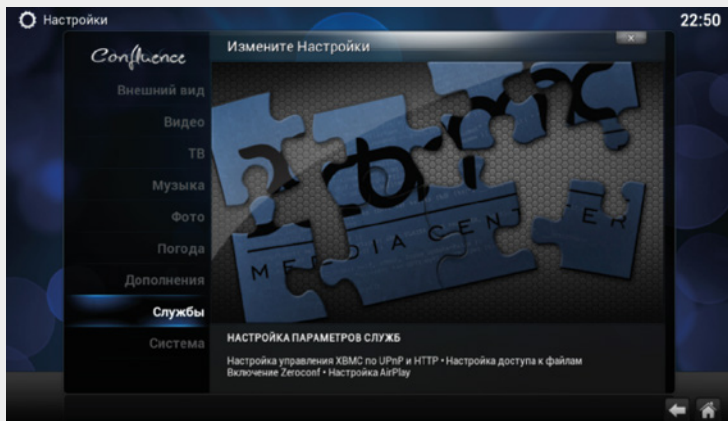 Настройки
22:50
Confluence
Измените Настройки
x
Внешний вид
Видео
ТВ
Музыка
Фото
Погода
Дополнения
Службы
Система
xbmc
MEDIA CENTER
НАСТРОЙКА ПАРАМЕТРОВ СЛУЖБ
Настройка управления XBMC по UPnP и HTTP • Настройка доступа к файлам
Включение Zeroconf • Настройка AirPlay